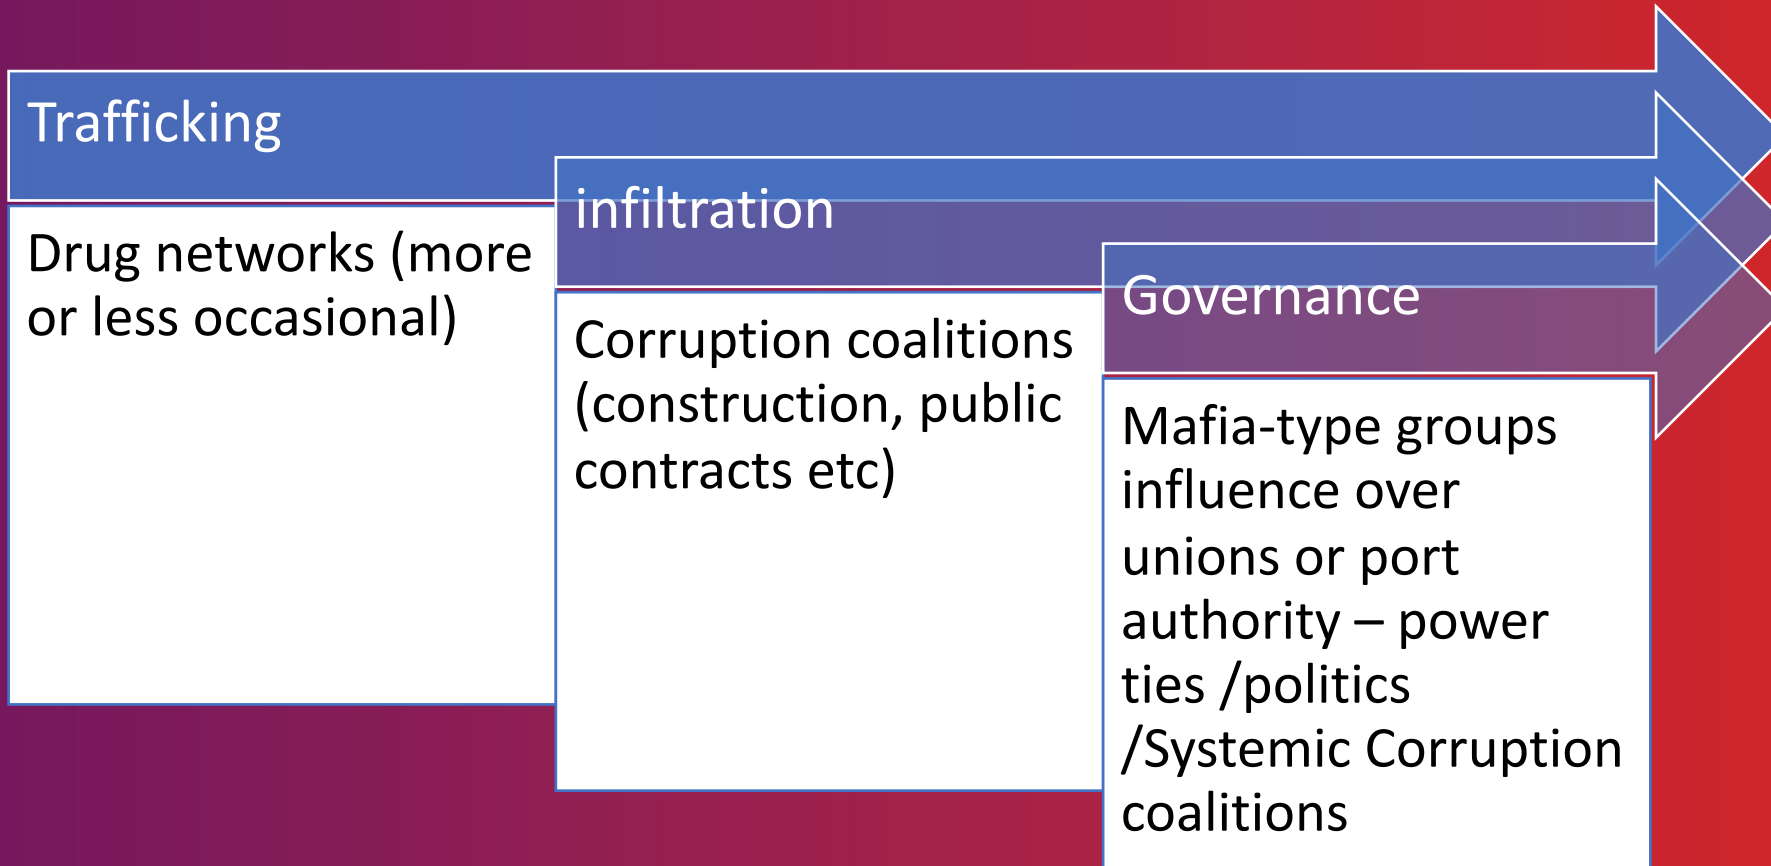 Trafficking
Drug networks (more
or less occasional)
infiltration
Corruption coalitions
(construction, public
contracts etc)
Governance
Mafia-type groups
influence over
unions or port
authority – power
ties /politics
/Systemic Corruption
coalitions